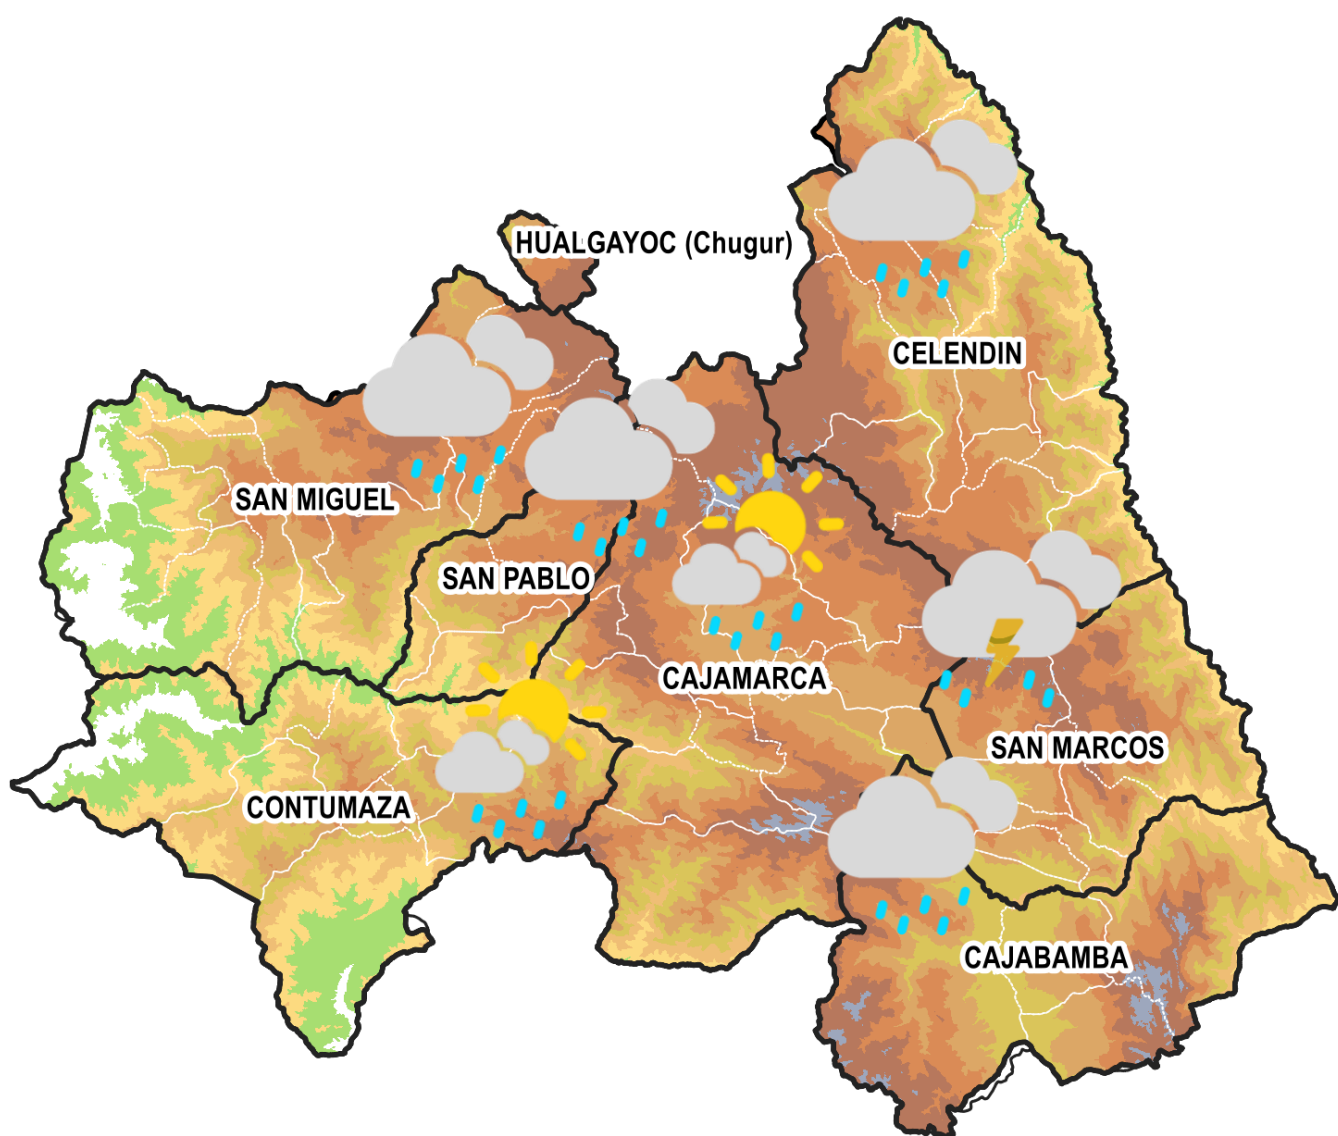 HUALGAYOC (Chugur)
CELENDIN
SAN MIGUEL
SAN PABLO
CAJAMARCA
SAN MARCOS
CONTUMAZA
CAJABAMBA